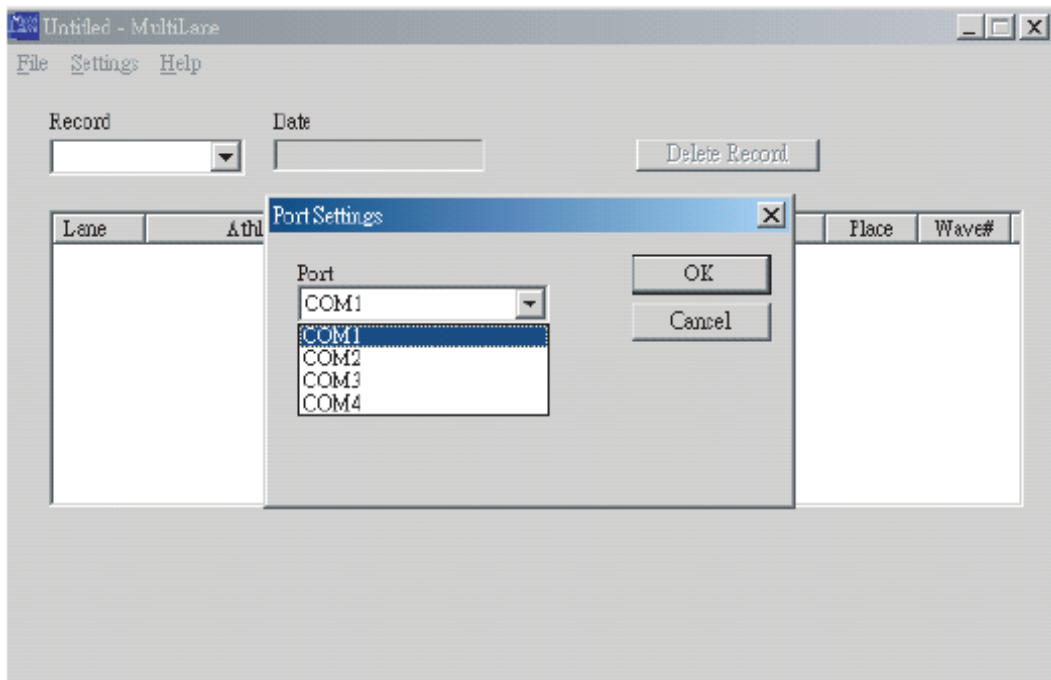 Untitled - MultiLane
File Settings Help
Record Date
Delete Record
Port Settings
Lane Athl Place Wave#
Port
OK
COM1
Cancel
COM1
COM2
COM3
COM4